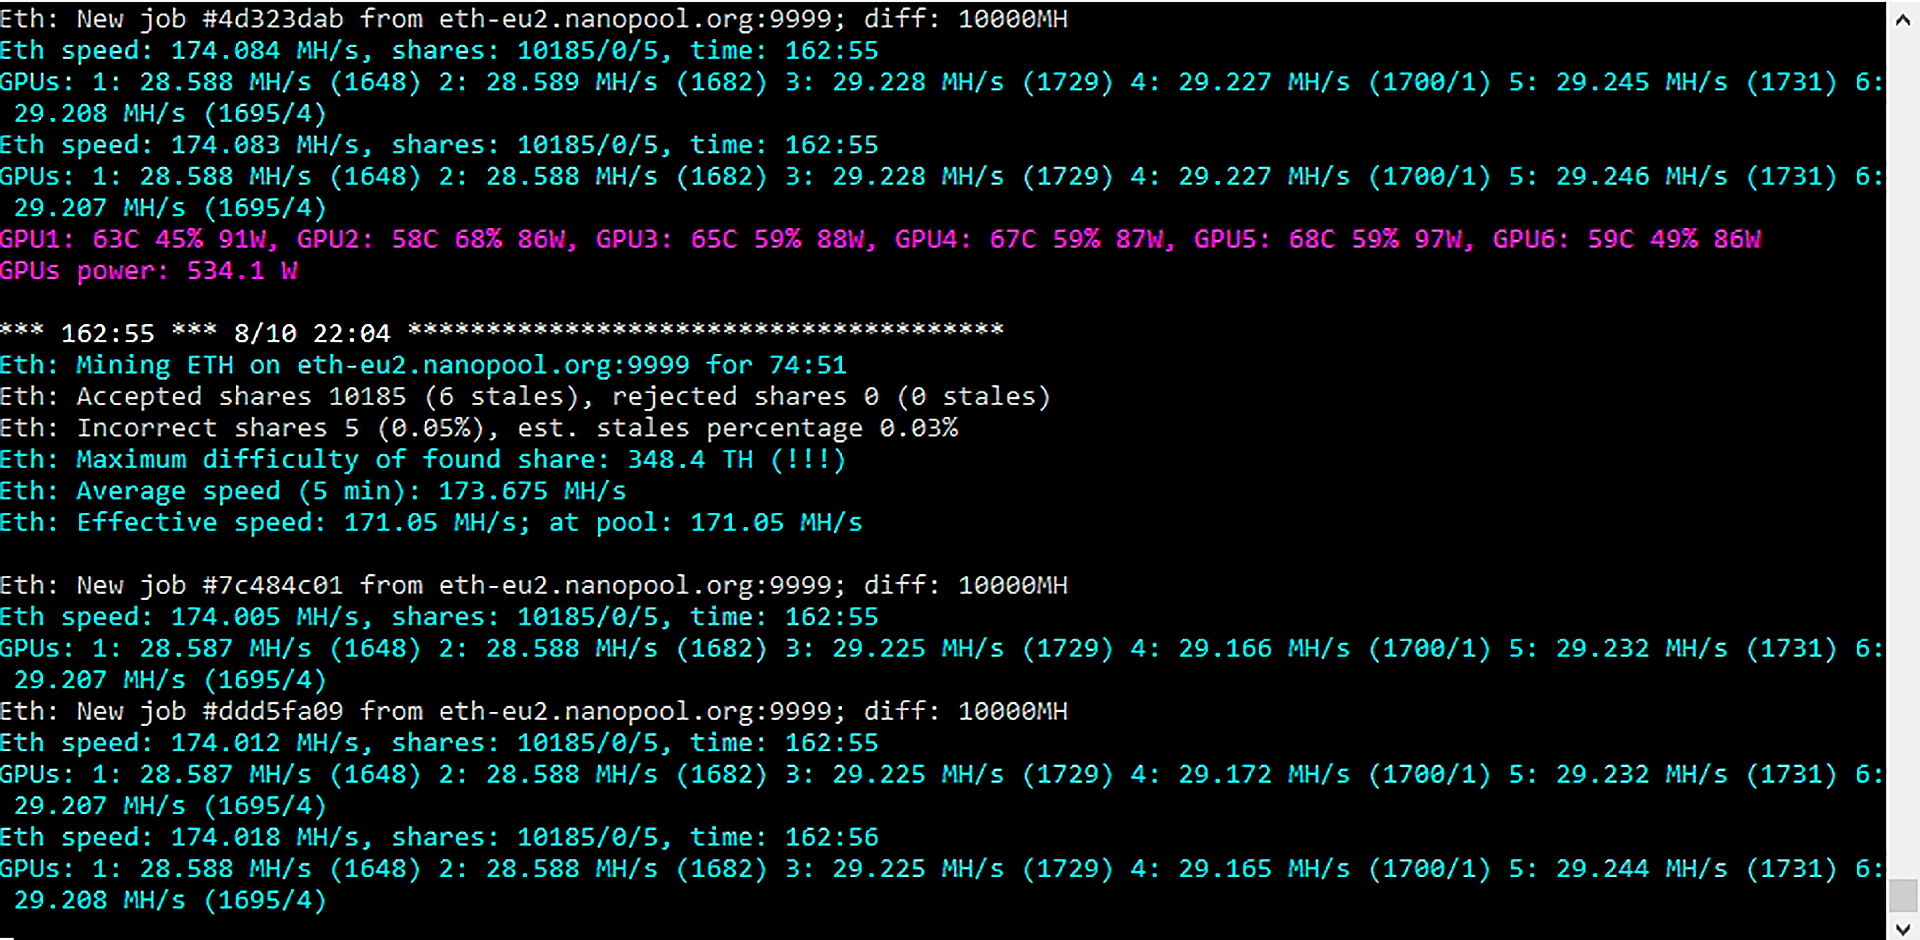 Eth: New job #4d323dab from eth-eu2.nanopool.org:9999; diff: 10000MH
Eth speed: 174.084 MH/s, shares: 10185/0/5, time: 162:55
GPUs: 1: 28.588 MH/s (1648) 2: 28.589 MH/s (1682) 3: 29.228 MH/s (1729) 4: 29.227 MH/s (1700/1) 5: 29.245 MH/s (1731) 6:
29.208 MH/s (1695/4)
Eth speed: 174.083 MH/s, shares: 10185/0/5, time: 162:55
GPUs: 1: 28.588 MH/s (1648) 2: 28.588 MH/s (1682) 3: 29.228 MH/s (1729) 4: 29.227 MH/s (1700/1) 5: 29.246 MH/s (1731) 6:
29.207 MH/s (1695/4)
GPU1: 63C 45% 91W, GPU2: 58C 68% 86W, GPU3: 65C 59% 88W, GPU4: 67C 59% 87W, GPU5: 68C 59% 97W, GPU6: 59C 49% 86W
GPUs power: 534.1 W
*** 162:55 *** 8/10 22:04 **************************************
Eth: Mining ETH on eth-eu2.nanopool.org:9999 for 74:51
Eth: Accepted shares 10185 (6 stales), rejected shares 0 (0 stales)
Eth: Incorrect shares 5 (0.05%), est. stales percentage 0.03%
Eth: Maximum difficulty of found share: 348.4 TH (!!!)
Eth: Average speed (5 min): 173.675 MH/s
Eth: Effective speed: 171.05 MH/s; at pool: 171.05 MH/s
Eth: New job #7c484c01 from eth-eu2.nanopool.org:9999; diff: 10000MH
Eth speed: 174.005 MH/s, shares: 10185/0/5, time: 162:55
GPUs: 1: 28.587 MH/s (1648) 2: 28.588 MH/s (1682) 3: 29.225 MH/s (1729) 4: 29.166 MH/s (1700/1) 5: 29.232 MH/s (1731) 6:
29.207 MH/s (1695/4)
Eth: New job #ddd5fa09 from eth-eu2.nanopool.org:9999; diff: 10000MH
Eth speed: 174.012 MH/s, shares: 10185/0/5, time: 162:55
GPUs: 1: 28.587 MH/s (1648) 2: 28.588 MH/s (1682) 3: 29.225 MH/s (1729) 4: 29.172 MH/s (1700/1) 5: 29.232 MH/s (1731) 6:
29.207 MH/s (1695/4)
Eth speed: 174.018 MH/s, shares: 10185/0/5, time: 162:56
GPUs: 1: 28.588 MH/s (1648) 2: 28.588 MH/s (1682) 3: 29.225 MH/s (1729) 4: 29.165 MH/s (1700/1) 5: 29.244 MH/s (1731) 6:
29.208 MH/s (1695/4)